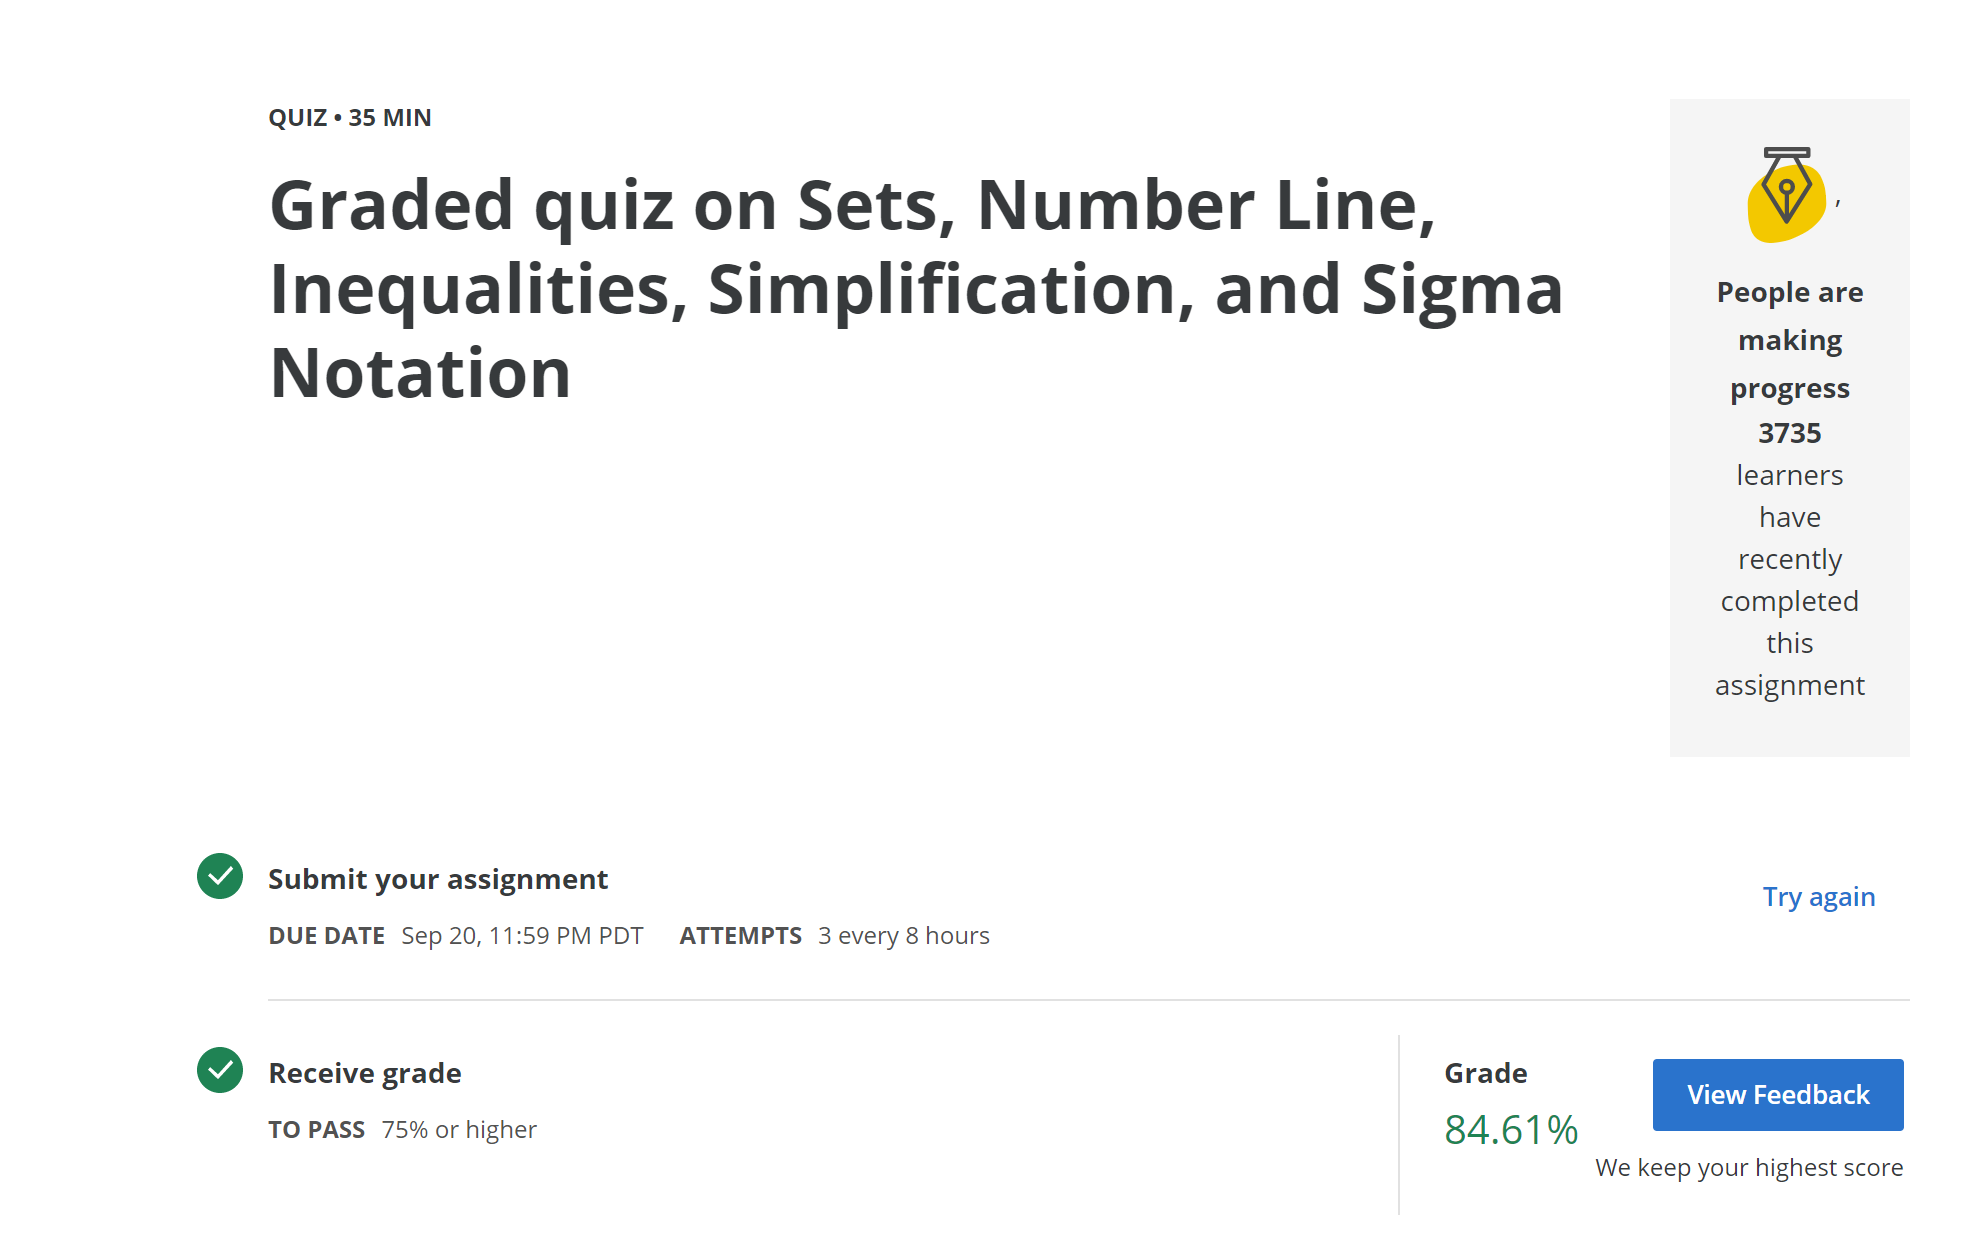 QUIZ • 35 MIN
Graded quiz on Sets, Number Line,
Inequalities, Simplification, and Sigma
Notation
,
People are
making
progress
3735
learners
have
recently
completed
this
assignment
Submit your assignment
Try again
DUE DATE Sep 20, 11:59 PM PDT ATTEMPTS 3 every 8 hours
Receive grade
TO PASS 75% or higher
Grade
84.61%
View Feedback
We keep your highest score